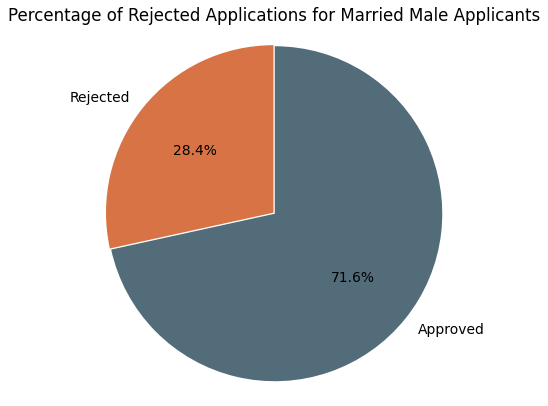 Percentage of Rejected Applications for Married Male Applicants
Rejected
28.4%
71.6%
Approved